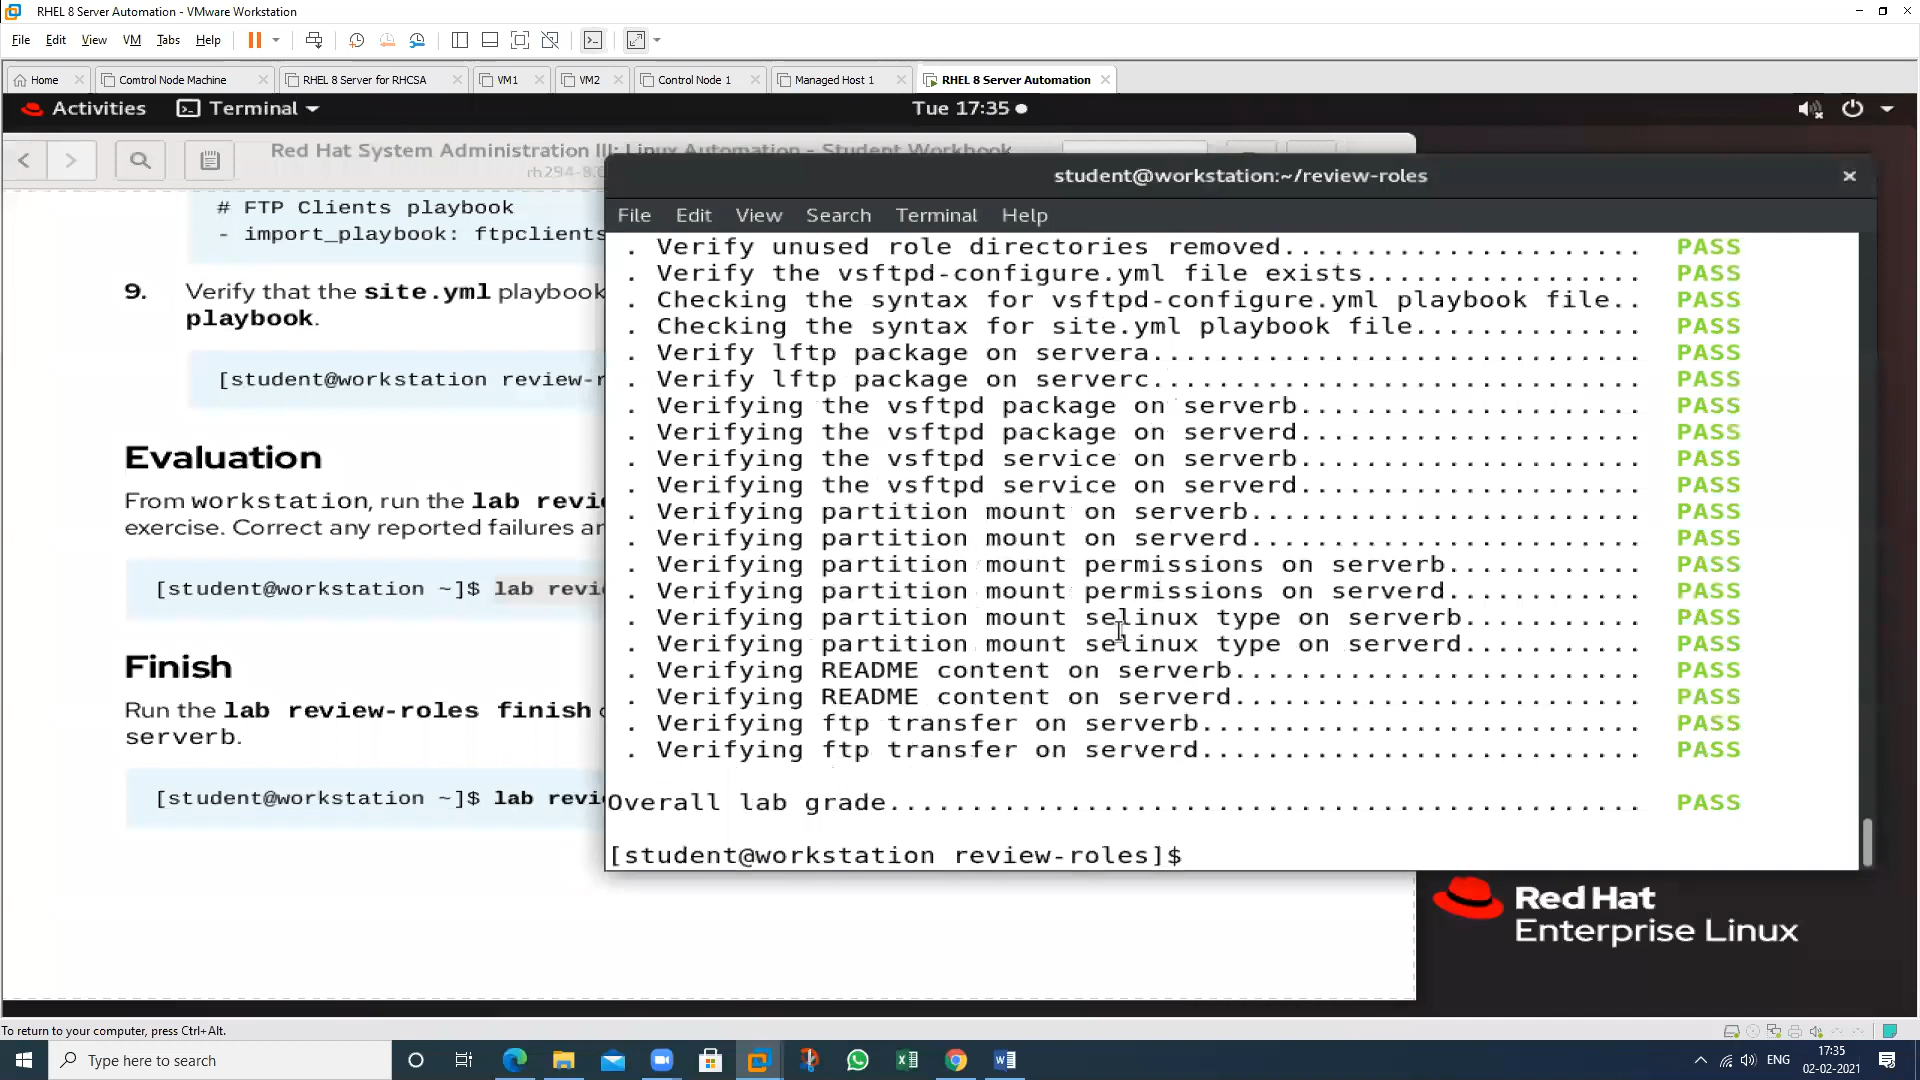 RHEL 8 Server Automation - VMware Workstation
File Edit View VM Tabs Help
Home Comtrol Node Machine RHEL 8 Server for RHCSA VM1 VM2 Control Node 1 Managed Host 1 RHEL 8 Server Automation
Activities Terminal Tue 17:35
Red Hat System Administration III: Linux Automation - Student Workbook
rh294-8.0
# FTP Clients playbook
- import_playbook: ftpclients
9. Verify that the site.yml playbook
playbook.
[student@workstation review-r
Evaluation
From workstation, run the lab revie
exercise. Correct any reported failures an
[student@workstation ~]$ lab revi
Finish
Run the lab review-roles finish
serverb.
[student@workstation ~]$ lab revi
student@workstation:~/review-roles
File Edit View Search Terminal Help
. Verify unused role directories removed...................... PASS
. Verify the vsftpd-configure.yml file exists................. PASS
. Checking the syntax for vsftpd-configure.yml playbook file.. PASS
. Checking the syntax for site.yml playbook file.............. PASS
. Verify lftp package on servera.............................. PASS
. Verify lftp package on serverc.............................. PASS
. Verifying the vsftpd package on serverb..................... PASS
. Verifying the vsftpd package on serverd..................... PASS
. Verifying the vsftpd service on serverb..................... PASS
. Verifying the vsftpd service on serverd..................... PASS
. Verifying partition mount on serverb........................ PASS
. Verifying partition mount on serverd........................ PASS
. Verifying partition mount permissions on serverb............ PASS
. Verifying partition mount permissions on serverd............ PASS
. Verifying partition mount selinux type on serverb........... PASS
. Verifying partition mount selinux type on serverd........... PASS
. Verifying README content on serverb......................... PASS
. Verifying README content on serverd......................... PASS
. Verifying ftp transfer on serverb........................... PASS
. Verifying ftp transfer on serverd........................... PASS
Overall lab grade.............................................. PASS
[student@workstation review-roles]$
Red Hat
Enterprise Linux
To return to your computer, press Ctrl+Alt.
Type here to search
ENG
17:35
02-02-2021